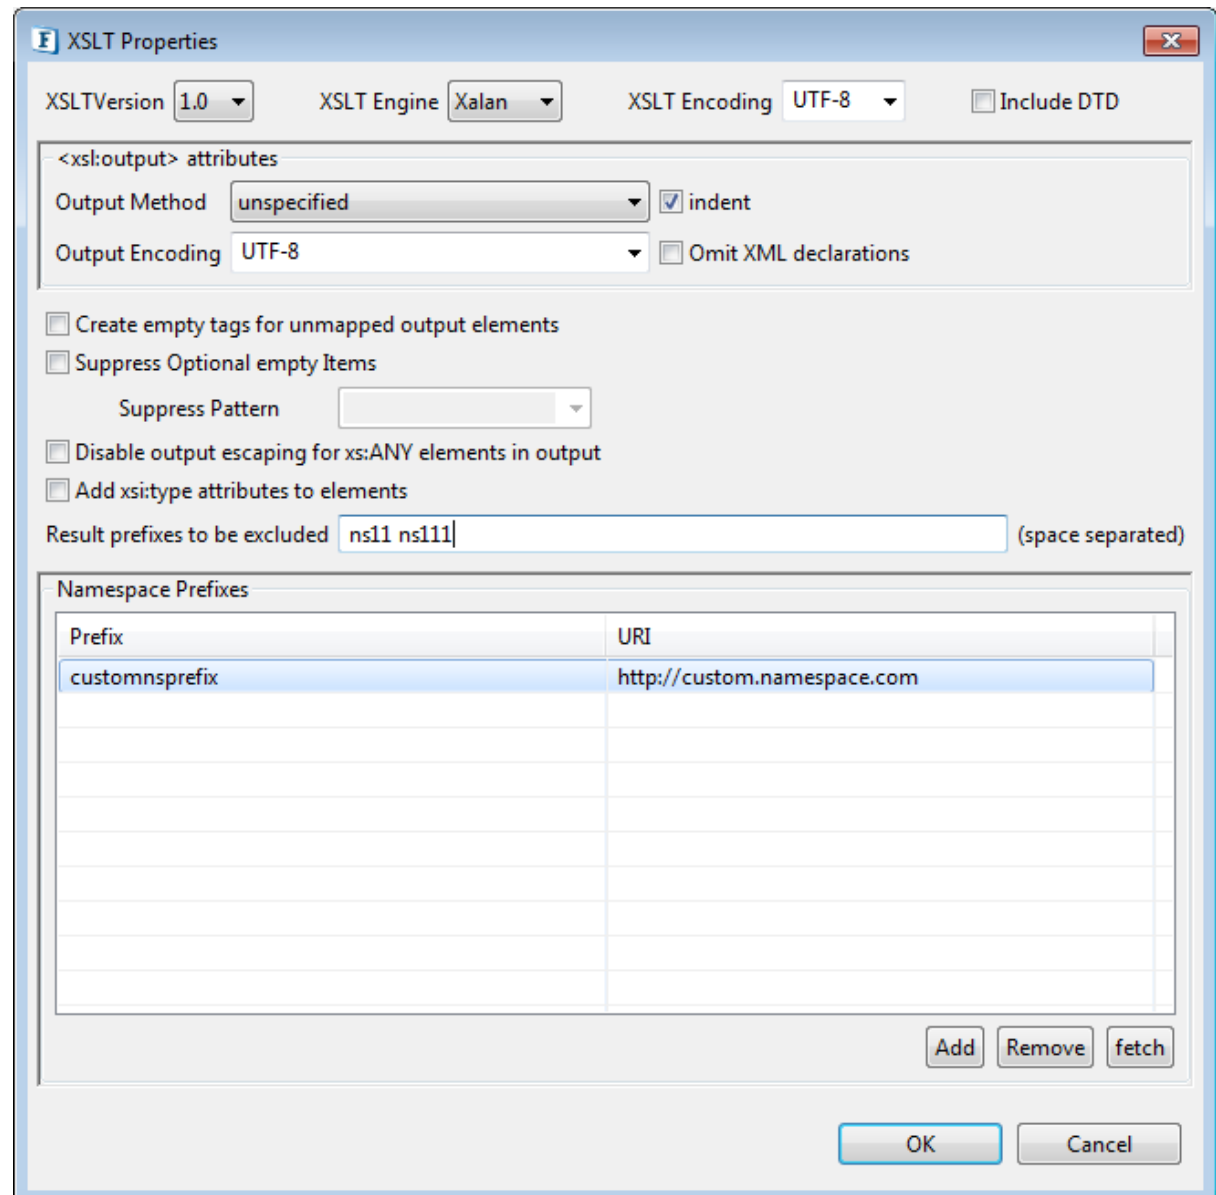 XSLT Properties
XSLTVersion 1.0 XSLT Engine Xalan XSLT Encoding UTF-8 Include DTD
<xsl:output> attributes
Output Method unspecified indent
Output Encoding UTF-8 Omit XML declarations
Create empty tags for unmapped output elements
Suppress Optional empty Items
Suppress Pattern
Disable output escaping for xs:ANY elements in output
Add xsi:type attributes to elements
Result prefixes to be excluded ns11 ns111 (space separated)
Namespace Prefixes
Prefix URI
customnsprefix http://custom.namespace.com
Add Remove fetch
OK Cancel